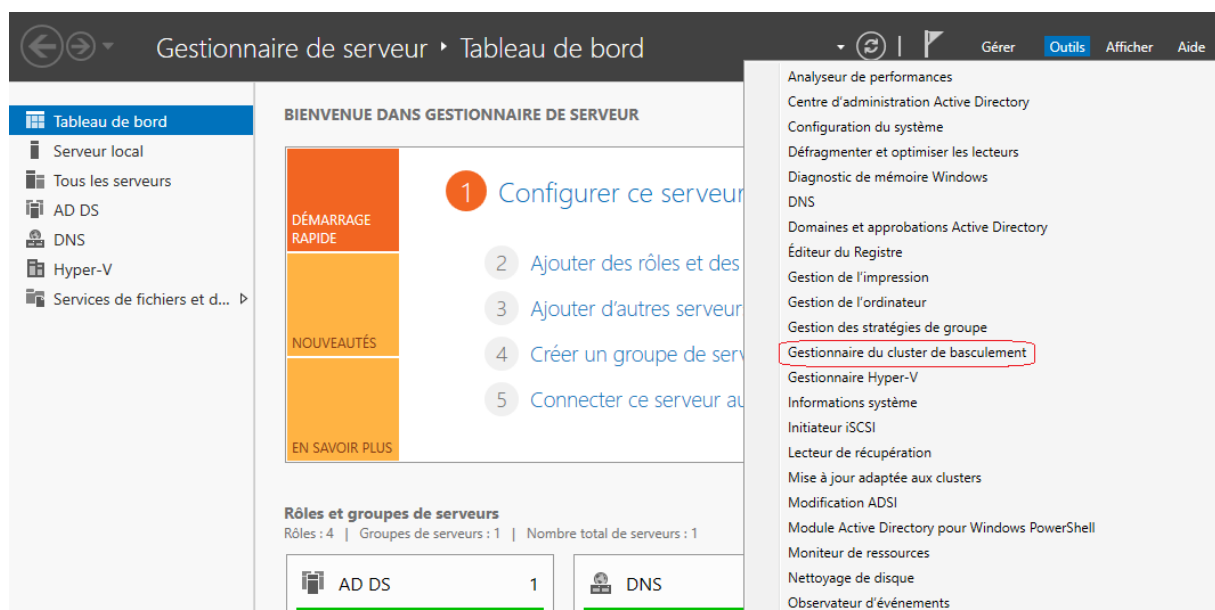 Gestionnaire de serveur • Tableau de bord
Gérer
Outils
Afficher
Aide
Tableau de bord
Serveur local
Tous les serveurs
AD DS
DNS
Hyper-V
Services de fichiers et d...
BIENVENUE DANS GESTIONNAIRE DE SERVEUR
DÉMARRAGE
RAPIDE
NOUVEAUTÉS
EN SAVOIR PLUS
1 Configurer ce serveur
2 Ajouter des rôles et des
3 Ajouter d'autres serveur
4 Créer un groupe de serv
5 Connecter ce serveur au
Rôles et groupes de serveurs
Rôles : 4 | Groupes de serveurs : 1 | Nombre total de serveurs : 1
AD DS 1
DNS
Analyseur de performances
Centre d'administration Active Directory
Configuration du système
Défragmenter et optimiser les lecteurs
Diagnostic de mémoire Windows
DNS
Domaines et approbations Active Directory
Éditeur du Registre
Gestion de l'impression
Gestion de l'ordinateur
Gestion des stratégies de groupe
Gestionnaire du cluster de basculement
Gestionnaire Hyper-V
Informations système
Initiateur iSCSI
Lecteur de récupération
Mise à jour adaptée aux clusters
Modification ADSI
Module Active Directory pour Windows PowerShell
Moniteur de ressources
Nettoyage de disque
Observateur d'événements